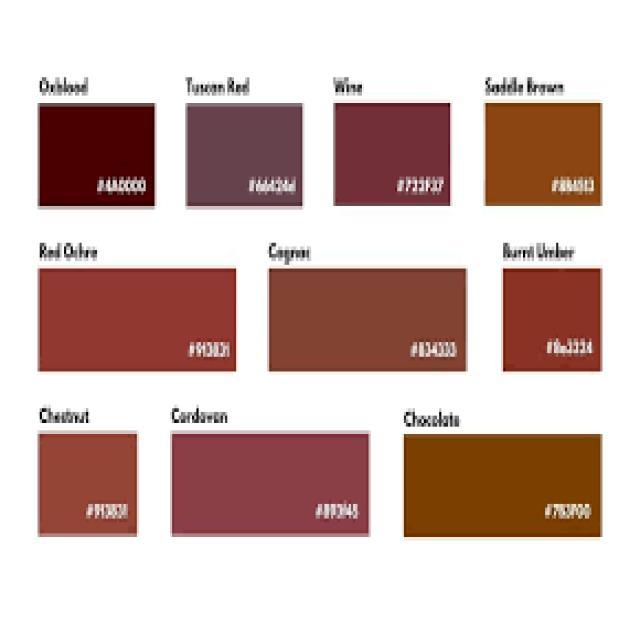 Oxblood
Tuscan Red
Wine
Saddle Brown
#4A0000
#66424d
#722F37
#8B4513
Red Ochre
Cognac
Burnt Umber
#913831
#834333
#8a3324
Chestnut
Cordovan
Chocolate
#913831
#893f45
#7B3F00